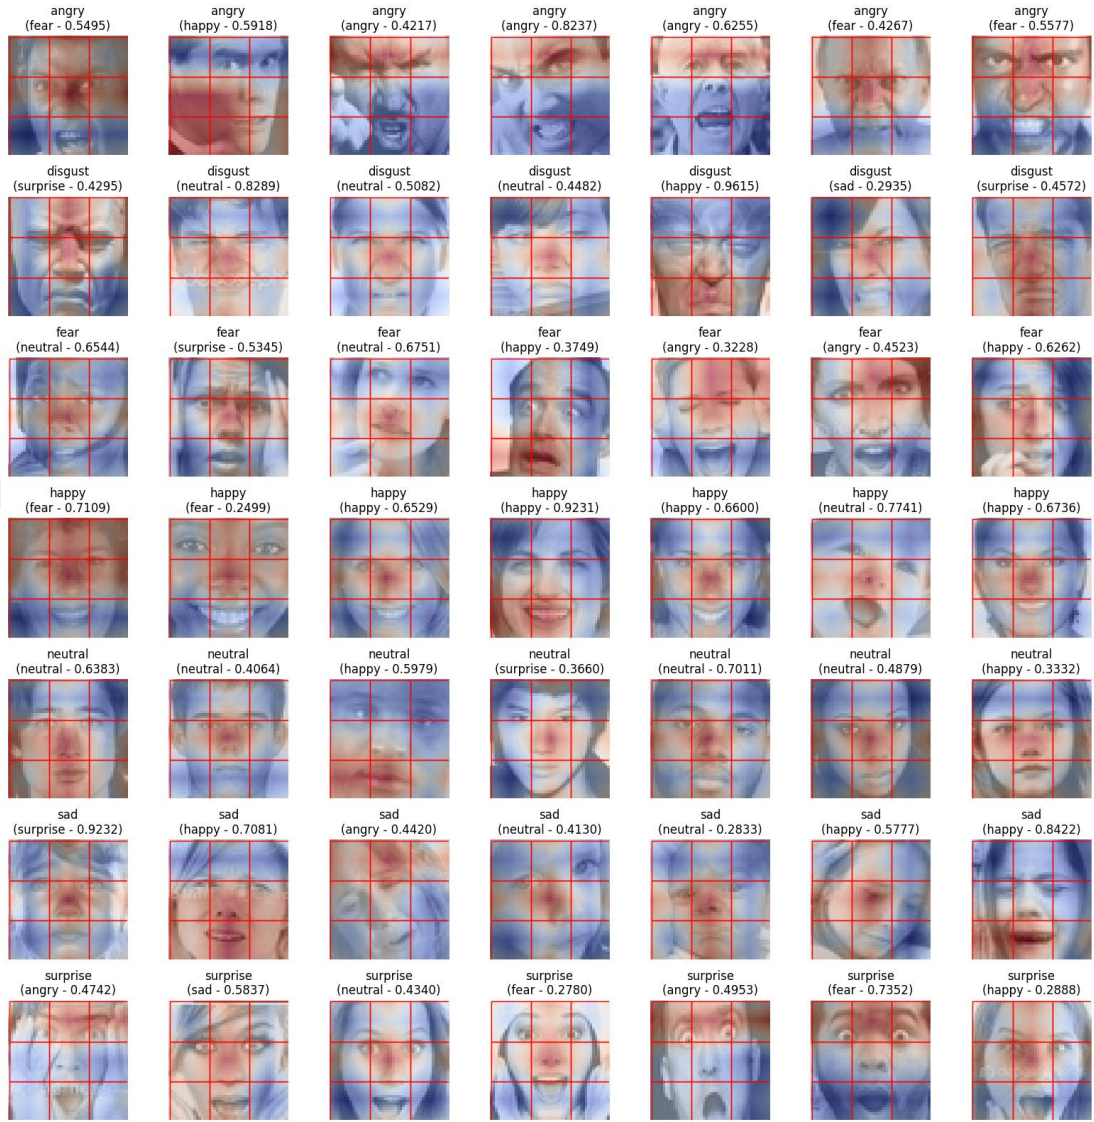 angry
(fear - 0.5495)
angry
(happy - 0.5918)
angry
(angry - 0.4217)
angry
(angry - 0.8237)
angry
(angry - 0.6255)
angry
(fear - 0.4267)
angry
(fear - 0.5577)
disgust
(surprise - 0.4295)
disgust
(neutral - 0.8289)
disgust
(neutral - 0.5082)
disgust
(neutral - 0.4482)
disgust
(happy - 0.9615)
disgust
(sad - 0.2935)
disgust
(surprise - 0.4572)
fear
(neutral - 0.6544)
fear
(surprise - 0.5345)
fear
(neutral - 0.6751)
fear
(happy - 0.3749)
fear
(angry - 0.3228)
fear
(angry - 0.4523)
fear
(happy - 0.6262)
happy
(fear - 0.7109)
happy
(fear - 0.2499)
happy
(happy - 0.6529)
happy
(happy - 0.9231)
happy
(happy - 0.6600)
happy
(neutral - 0.7741)
happy
(happy - 0.6736)
neutral
(neutral - 0.6383)
neutral
(neutral - 0.4064)
neutral
(happy - 0.5979)
neutral
(surprise - 0.3660)
neutral
(neutral - 0.7011)
neutral
(neutral - 0.4879)
neutral
(happy - 0.3332)
sad
(surprise - 0.9232)
sad
(happy - 0.7081)
sad
(angry - 0.4420)
sad
(neutral - 0.4130)
sad
(neutral - 0.2833)
sad
(happy - 0.5777)
sad
(happy - 0.8422)
surprise
(angry - 0.4742)
surprise
(sad - 0.5837)
surprise
(neutral - 0.4340)
surprise
(fear - 0.2780)
surprise
(angry - 0.4953)
surprise
(fear - 0.7352)
surprise
(happy - 0.2888)